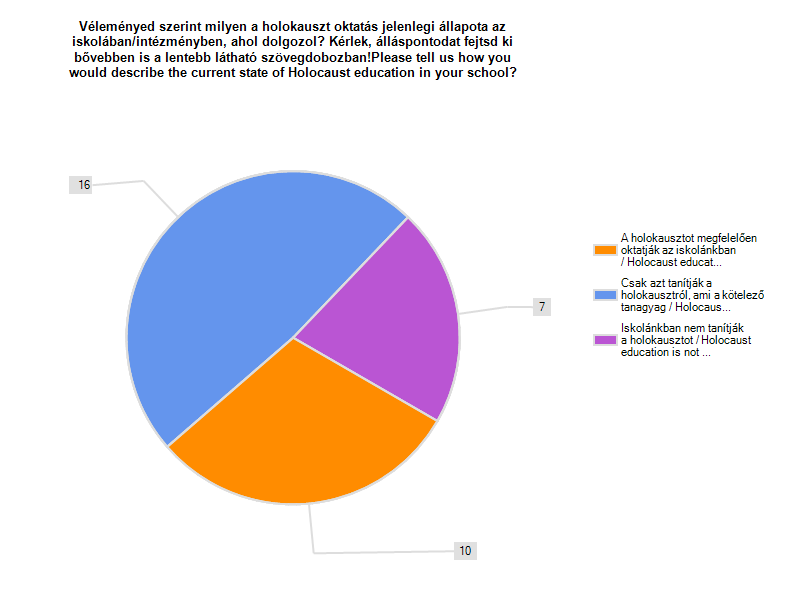 Véleményed szerint milyen a holokauszt oktatás jelenlegi állapota az
iskolában/intézményben, ahol dolgozol? Kérlek, álláspontodat fejtsd ki
bővebben is a lentebb látható szövegdobozban!Please tell us how you
would describe the current state of Holocaust education in your school?
16
7
10
A holokausztot megfelelően
oktatják az iskolánkban
/ Holocaust educat...
Csak azt tanítják a
holokausztról, ami a kötelező
tanagyag / Holocaus...
Iskolánkban nem tanítják
a holokausztot / Holocaust
education is not ...